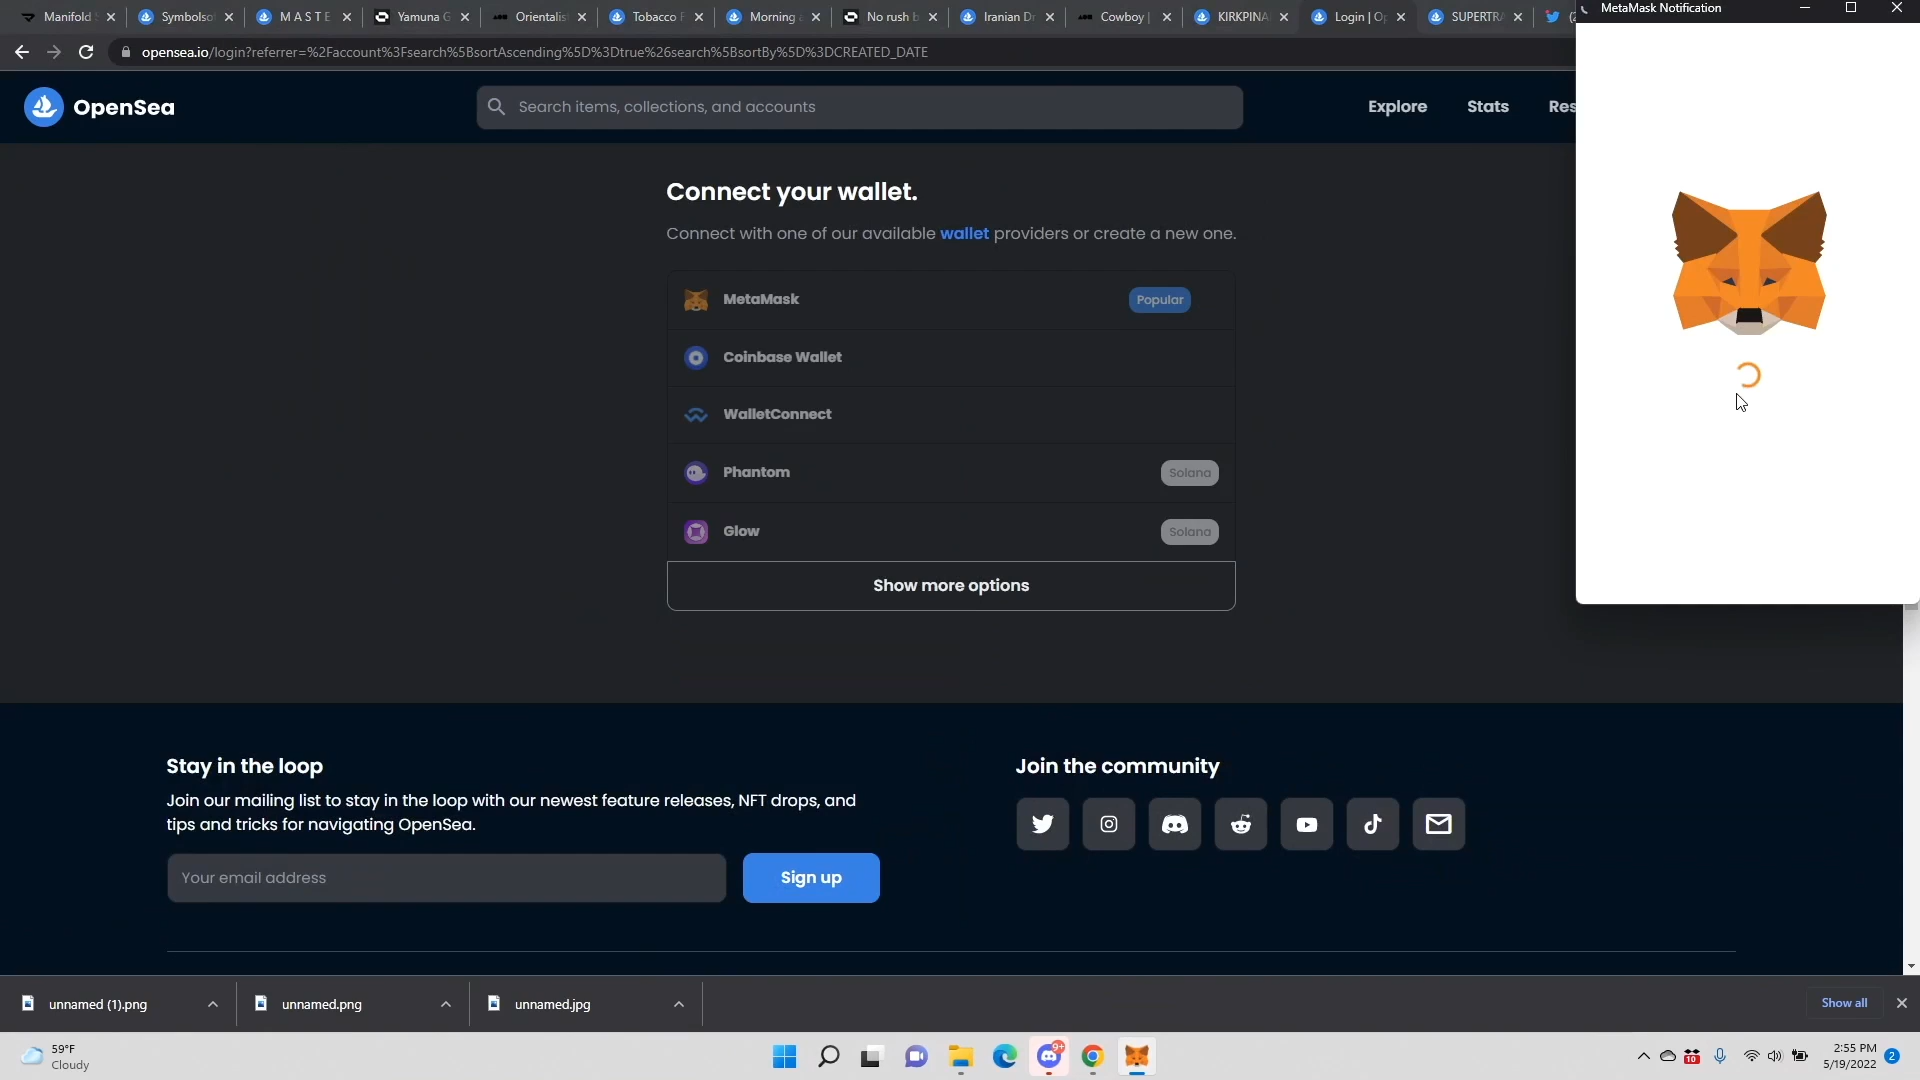 Manifold
Symbolso
M A S T E
Yamuna G
Orientalis
Tobacco F
Morning a
No rush b
Iranian Dr
Cowboy |
KIRKPINA
Login | Op
SUPERTRA
MetaMask Notification
opensea.io/login?referrer=%2Faccount%3Fsearch%5BsortAscending%5D%3Dtrue%26search%5BsortBy%5D%3DCREATED_DATE
OpenSea
Search items, collections, and accounts
Explore
Stats
Res
Connect your wallet.
Connect with one of our available wallet providers or create a new one.
MetaMask
Popular
Coinbase Wallet
WalletConnect
Phantom
Solana
Glow
Solana
Show more options
Stay in the loop
Join our mailing list to stay in the loop with our newest feature releases, NFT drops, and
tips and tricks for navigating OpenSea.
Your email address
Sign up
Join the community
unnamed (1).png
unnamed.png
unnamed.jpg
Show all
59°F
Cloudy
9+
10
2:55 PM
5/19/2022
2